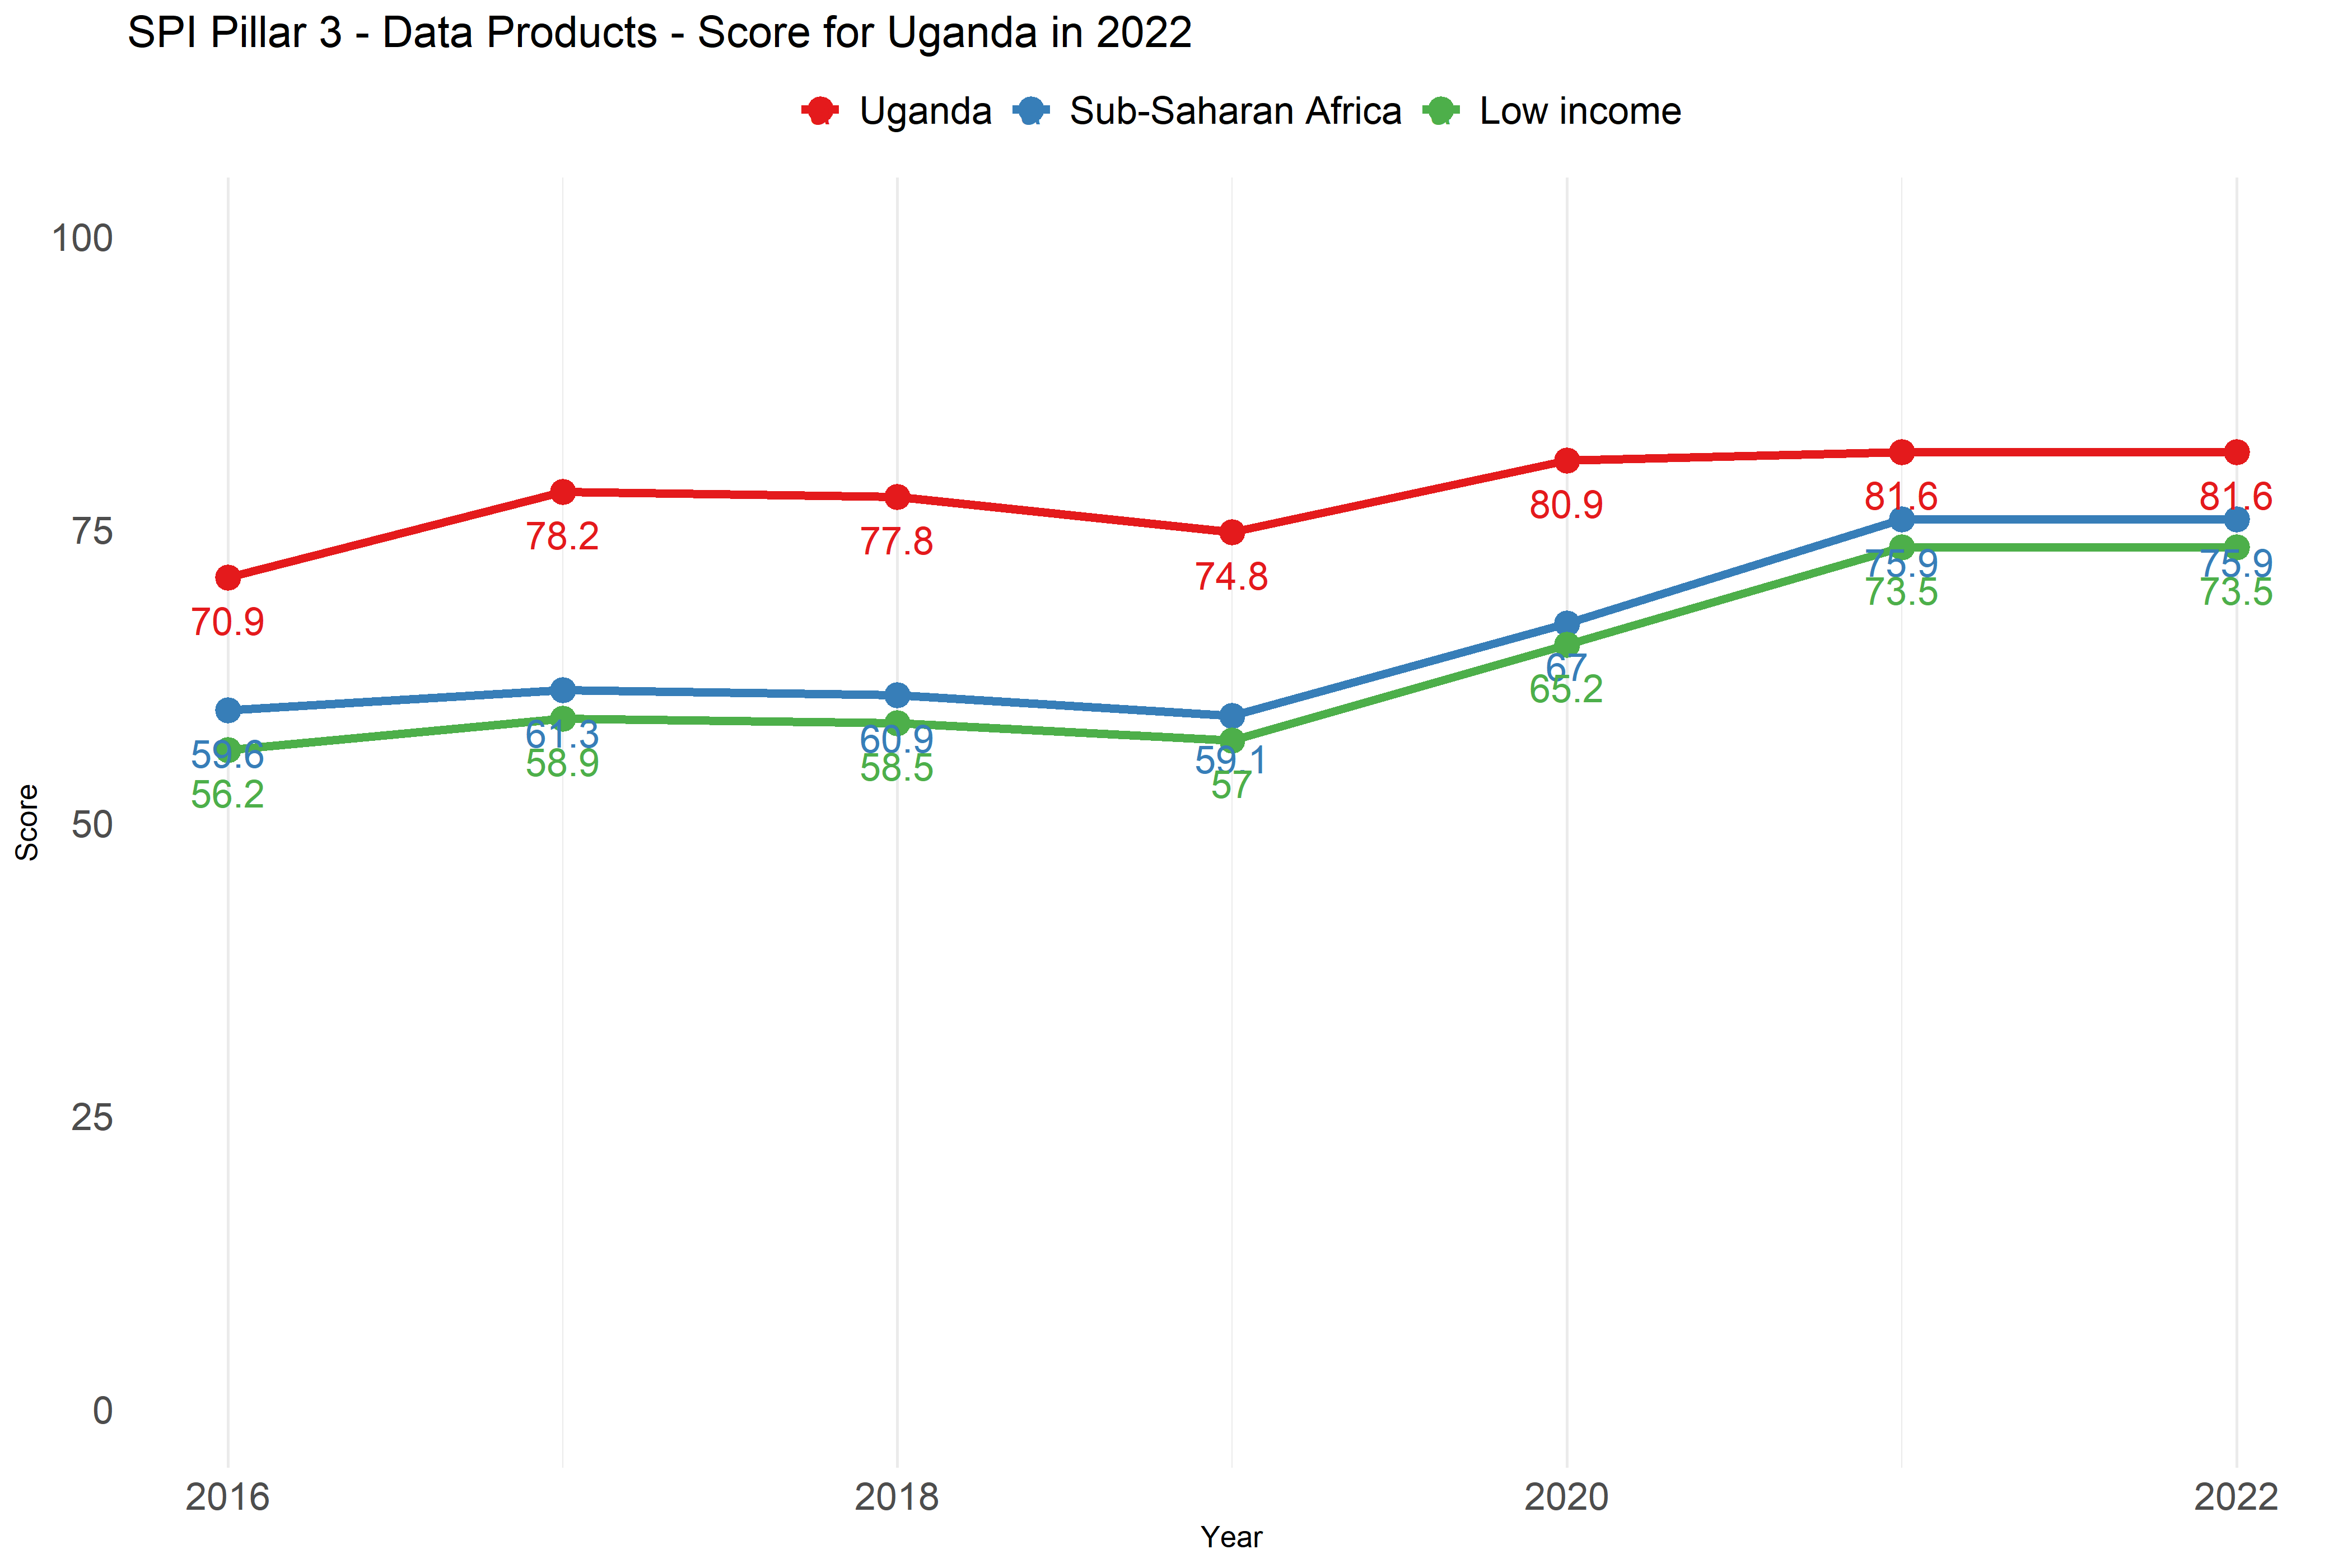 SPI Pillar 3 - Data Products - Score for Uganda in 2022
Uganda Sub-Saharan Africa Low income
100
75
50
25
0
Score
70.9 78.2 77.8 74.8 80.9 81.6 81.6
59.6 61.3 60.9 59.1 67 75.9 75.9
56.2 58.9 58.5 57 65.2 73.5 73.5
2016 2018 2020 2022
Year